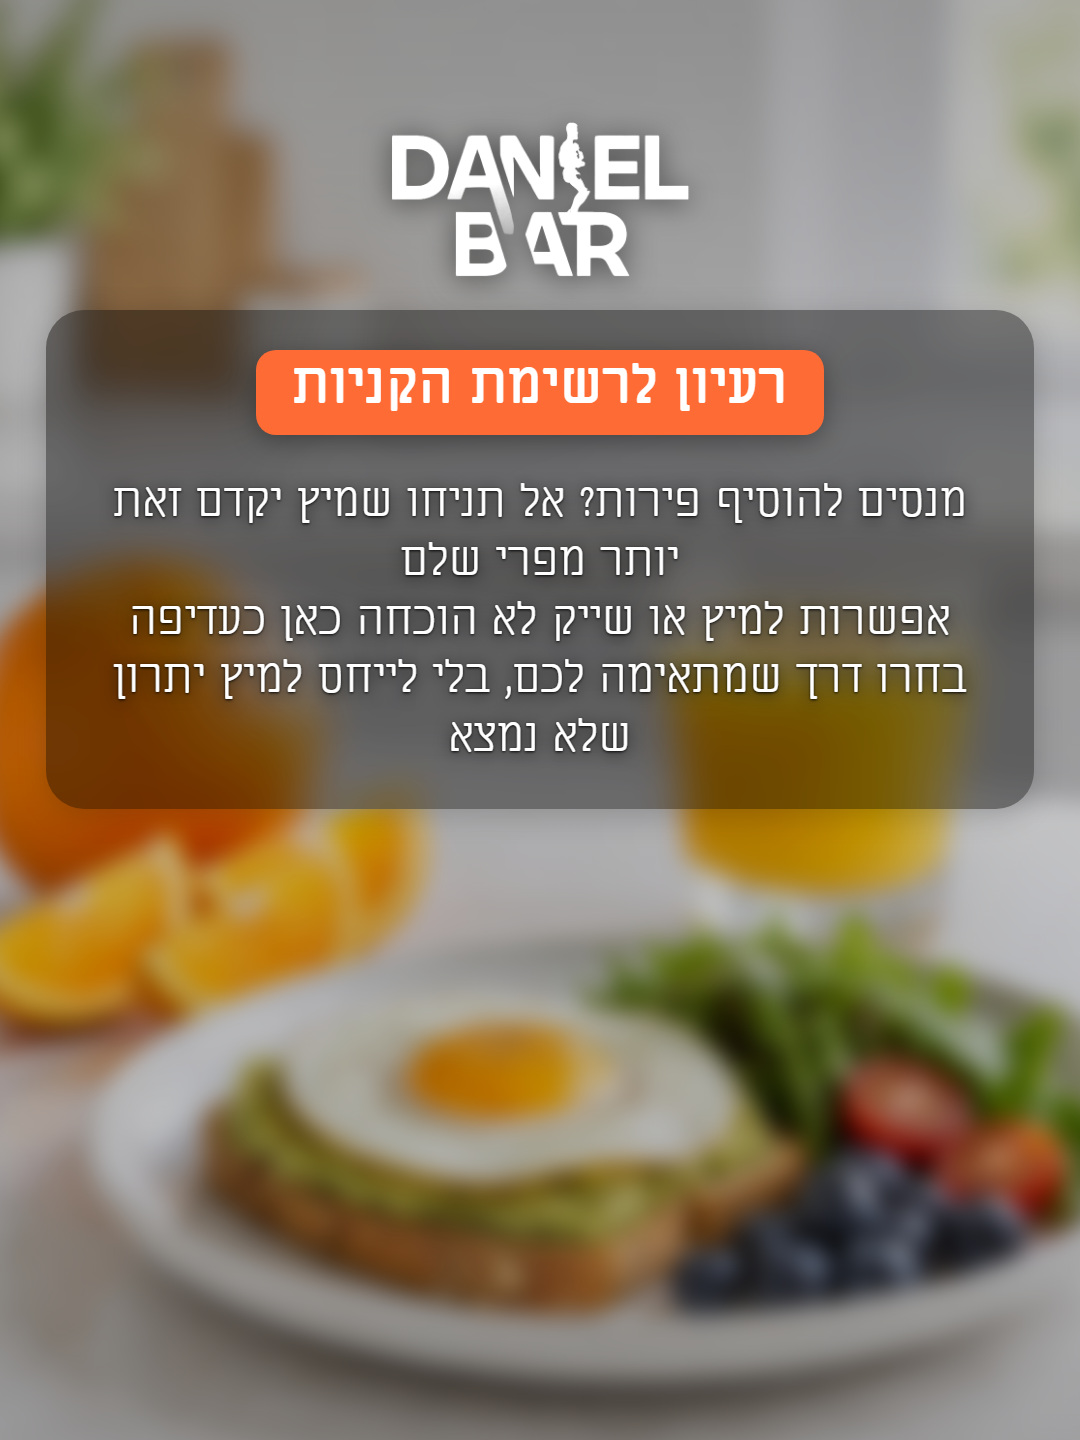 DANIEL
BAR
רעיון לרשימת הקניות
מנסים להוסיף פירות? אל תניחו שמיץ יקדם זאת
יותר מפרי שלם
אפשרות למיץ או שייק לא הוכחה כאן כעדיפה
בחרו דרך שמתאימה לכם, בלי לייחס למיץ יתרון
שלא נמצא